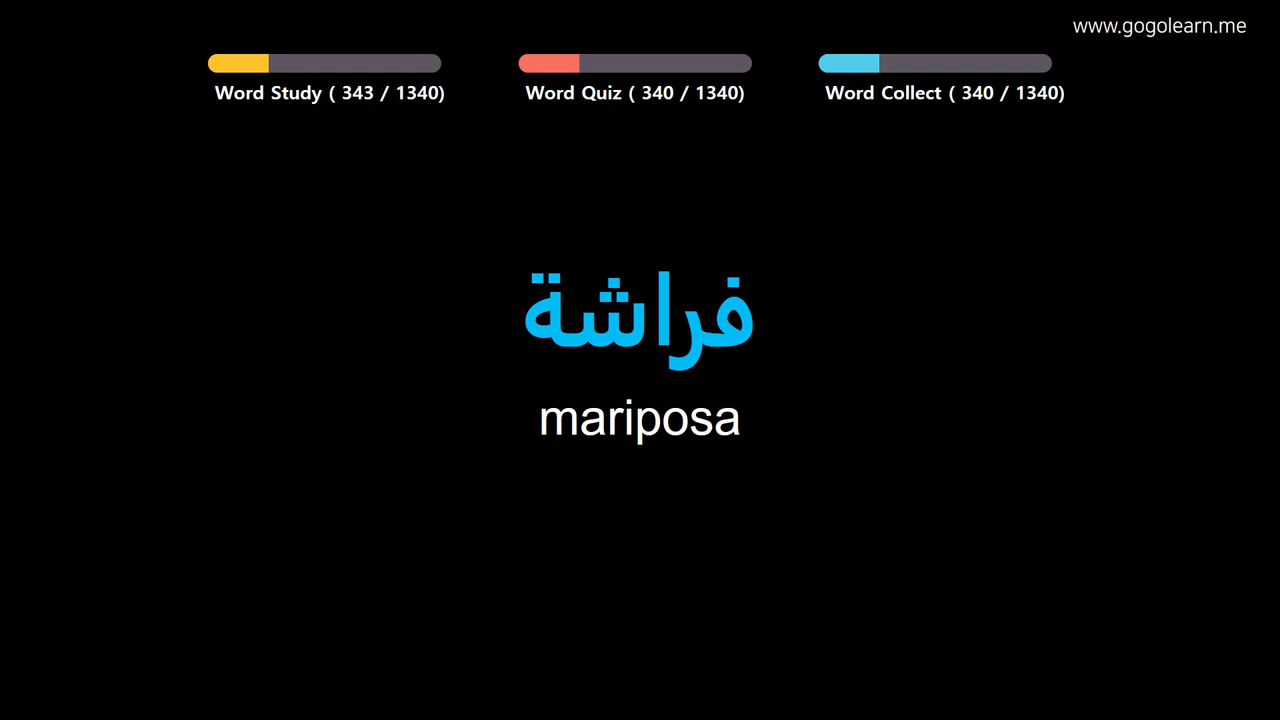 www.gogolearn.me
Word Study ( 343 / 1340)
Word Quiz ( 340 / 1340)
Word Collect ( 340 / 1340)
فراشة
mariposa